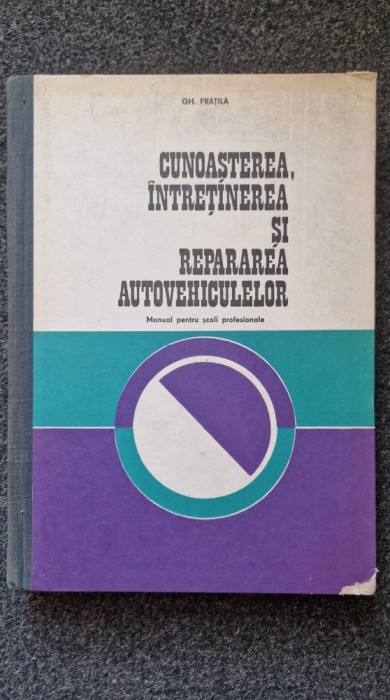 GH. FRĂȚILĂ
CUNOAȘTEREA,
ÎNTREȚINEREA
ȘI
REPARAREA
AUTOVEHICULELOR
Manual pentru școli profesionale